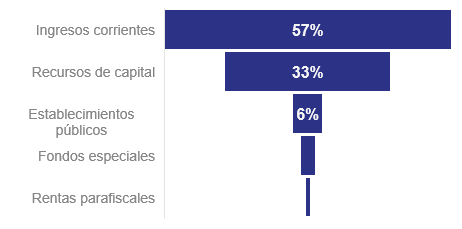 Ingresos corrientes 57%
Recursos de capital 33%
Establecimientos 6%
públicos
Fondos especiales
Rentas parafiscales